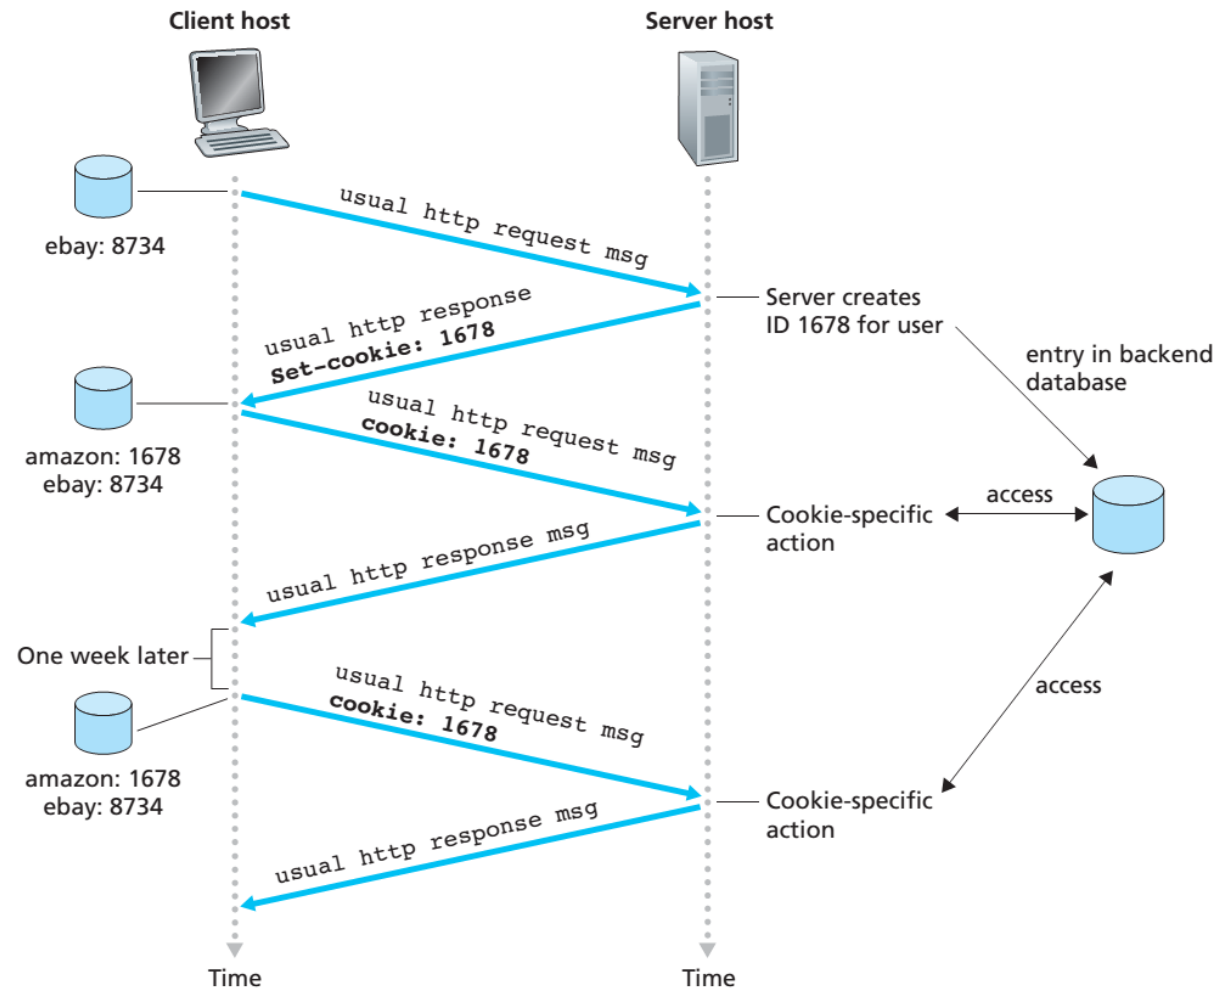 Client host
Server host
ebay: 8734
usual http request msg
Server creates
ID 1678 for user
entry in backend
database
usual http response
Set-cookie: 1678
amazon: 1678
ebay: 8734
usual http request msg
cookie: 1678
Cookie-specific
action
access
usual http response msg
One week later
access
amazon: 1678
ebay: 8734
usual http request msg
cookie: 1678
Cookie-specific
action
usual http response msg
Time
Time